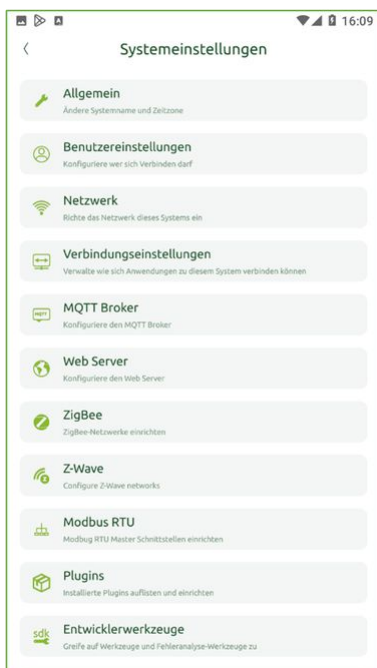 16:09
Systemeinstellungen
Allgemein
Ändere Systemname und Zeitzone
Benutzereinstellungen
Konfiguriere wer sich Verbinden darf
Netzwerk
Richte das Netzwerk dieses Systems ein
Verbindungseinstellungen
Verwalte wie sich Anwendungen zu diesem System verbinden können
MQTT
MQTT Broker
Konfiguriere den MQTT Broker
Web Server
Konfiguriere den Web Server
ZigBee
ZigBee-Netzwerke einrichten
Z-Wave
Configure Z-Wave networks
Modbus RTU
Modbug RTU Master Schnittstellen einrichten
Plugins
Installierte Plugins auflisten und einrichten
sdk
Entwicklerwerkzeuge
Greife auf Werkzeuge und Fehleranalyse-Werkzeuge zu